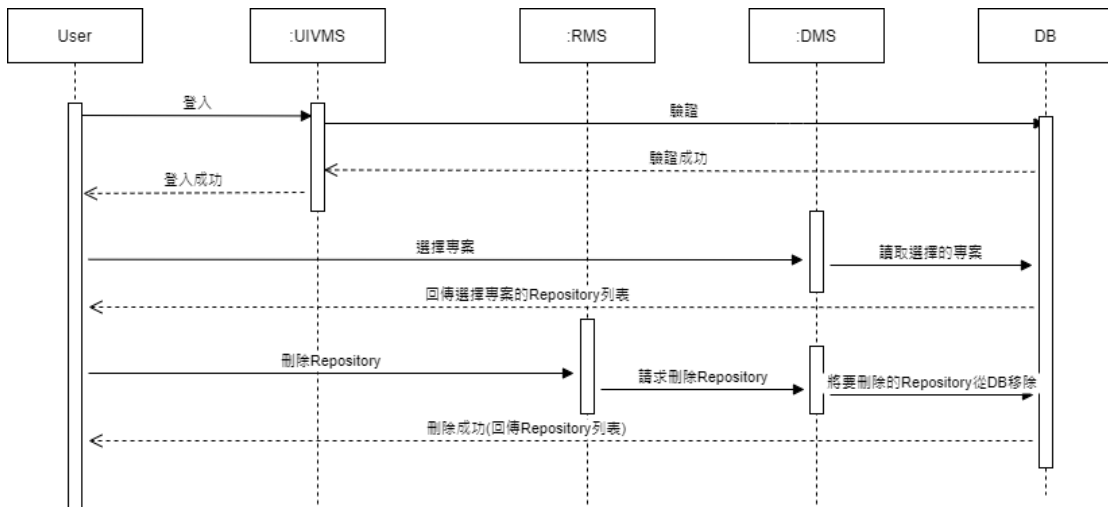 User
:UIVMS
:RMS
:DMS
DB
登入
驗證
驗證成功
登入成功
選擇專案
讀取選擇的專案
回傳選擇專案的Repository列表
刪除Repository
請求刪除Repository
將要刪除的Repository從DB移除
刪除成功(回傳Repository列表)